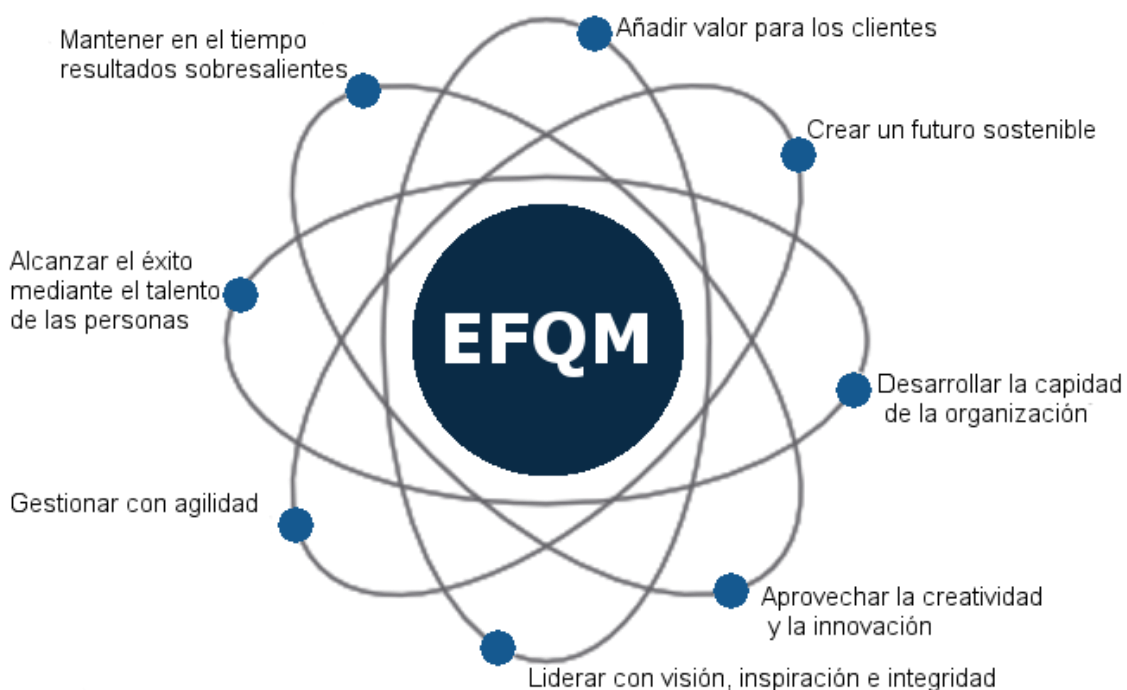 Mantener en el tiempo
resultados sobresalientes
Añadir valor para los clientes
Crear un futuro sostenible
Alcanzar el éxito
mediante el talento
de las personas
EFQM
Desarrollar la capidad
de la organización
Gestionar con agilidad
Aprovechar la creatividad
y la innovación
Liderar con visión, inspiración e integridad